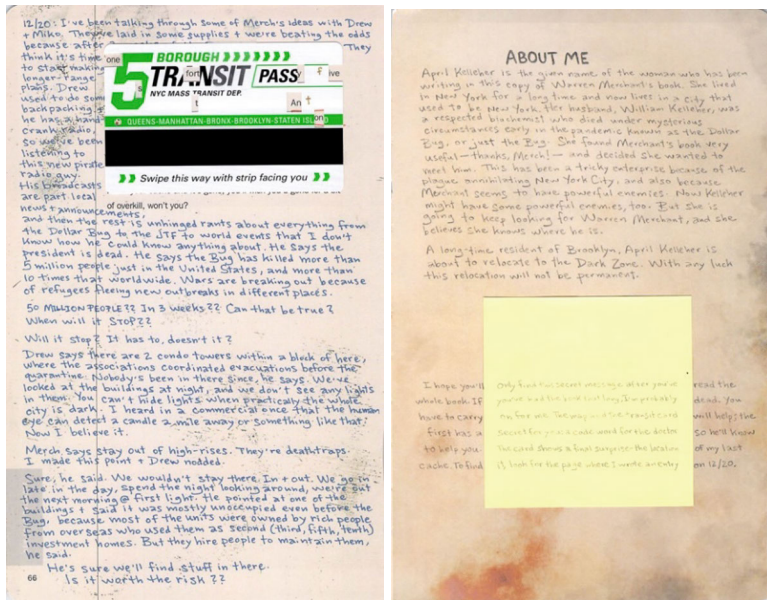 12/20: I've been talking through some of Merch's ideas with Drew
+ Miko. They've laid in some supplies + we're beating the odds
because after
They
think it's time
to start making
longer-range
plans. Drew
used to do some
back packing
he has a hand
crank radio,
so we've been
listening to
this new pirate
radio guy.
His broadcasts
are part local
news + announcements,
one
BOROUGH
5 TRANSIT PASS
for
y
f ive
NYC MASS TRANSIT DEP.
t
An t
QUEENS-MANHATTAN-BRONX-BROOKLYN-STATEN ISLAND
on
Swipe this way with strip facing you
of overkill, won't you?
and then the rest is unhinged rants about everything from
the Dollar Bug to the JTF to world events that I don't
know how he could know anything about. He says the
president is dead. He says the Bug has killed more than
5 million people just in the United States, and more than
10 times that worldwide. Wars are breaking out because
of refugees fleeing new outbreaks in different places.
50 MILLION PEOPLE?? In 3 weeks?? Can that be true?
When will it STOP??
Will it stop? It has to, doesn't it?
Drew says there are 2 condo towers within a block of here,
where the associations coordinated evacuations before the
quarantine. Nobody's been in there since, he says. We've
looked at the buildings at night, and we don't see any lights
in them. You can't hide lights when practically the whole
city is dark. I heard in a commercial once that the human
eye can detect a candle a mile away or something like that.
Now I believe it.
Merch says stay out of high-rises. They're deathtraps.
I made this point + Drew nodded.
Sure, he said. We wouldn't stay there. In + out. We go in
late in the day, spend the night looking around, we're out
the next morning @ first light. He pointed at one of the
buildings + said it was mostly unoccupied even before the
Bug, because most of the units were owned by rich people
from overseas who used them as second (third, fifth, tenth)
investment homes. But they hire people to maintain them,
he said.
He's sure we'll find stuff in there.
Is it worth the risk??
66
ABOUT ME
April Kelleher is the given name of the woman who has been
writing in this copy of Warren Merchant's book. She lived
in New York for a long time and now lives in a city that
used to be New York. Her husband, William Kelleher, was
a respected biochemist who died under mysterious
circumstances early in the pandemic known as the Dollar
Bug, or just the Bug. She found Merchant's book very
useful—thanks, Merch!—and decided she wanted to
meet him. This has been a tricky enterprise because of the
plague annihilating New York City, and also because
Merchant seems to have powerful enemies. Now Kelleher
might have some powerful enemies, too. But she is
going to keep looking for Warren Merchant, and she
believes she knows where he is.
A long-time resident of Brooklyn, April Kelleher is
about to relocate to the Dark Zone. With any luck
this relocation will not be permanent.
I hope you'll only find this secret message after you've read the
whole book. If you've had the book that long, I'm probably dead. You
have to carry on for me. The pages and the transit card will help; the
first has a secret for you: a code word for the doctor so he'll know
to help you. The card shows a final surprise—the location of my last
cache. To find it look for the page where I wrote an entry on 12/20.